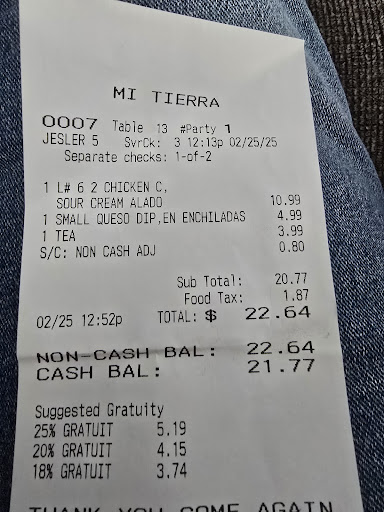 MI TIERRA
0007 Table 13 #Party 1
JESLER 5 SvrCk: 3 12:13p 02/25/25
Separate checks: 1-of-2
1 L# 6 2 CHICKEN C,
SOUR CREAM ALADO 10.99
1 SMALL QUESO DIP,EN ENCHILADAS 4.99
1 TEA 3.99
S/C: NON CASH ADJ 0.80
Sub Total: 20.77
Food Tax: 1.87
02/25 12:52p TOTAL: $ 22.64
NON-CASH BAL: 22.64
CASH BAL: 21.77
Suggested Gratuity
25% GRATUIT 5.19
20% GRATUIT 4.15
18% GRATUIT 3.74
THANK YOU COME AGAIN